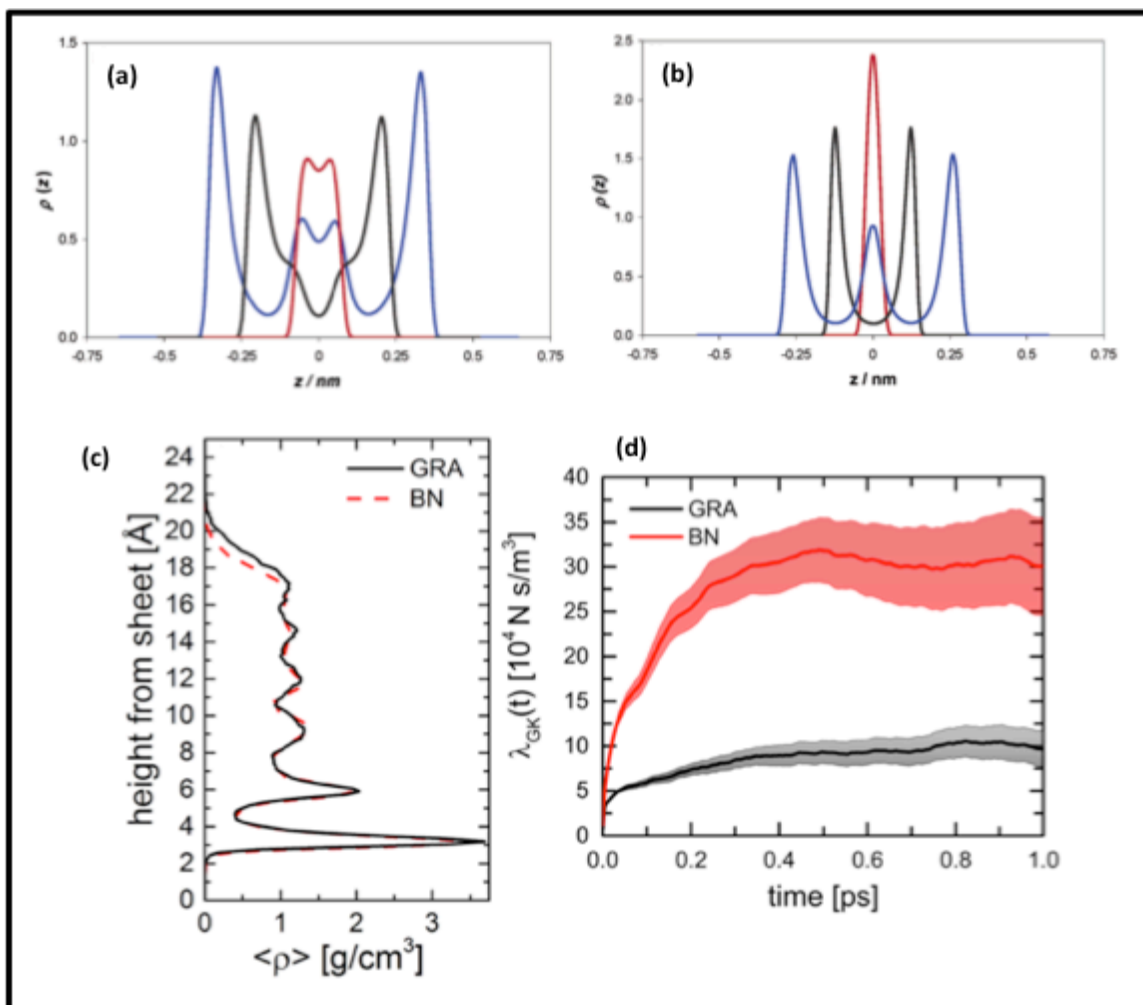 (a)
1.5
1.0
0.5
0.0
ρ (z)
-0.75 -0.5 -0.25 0 0.25 0.5 0.75
z / nm
(b)
2.5
2.0
1.5
1.0
0.5
0.0
ρ(z)
-0.75 -0.5 -0.25 0 0.25 0.5 0.75
z / nm
(c)
24
22
20
18
16
14
12
10
8
6
4
2
0
height from sheet [Å]
GRA
BN
0 1 2 3
<ρ> [g/cm³]
(d)
40
35
30
25
20
15
10
5
0
λGK(t) [10⁴ N s/m³]
GRA
BN
0.0 0.2 0.4 0.6 0.8 1.0
time [ps]